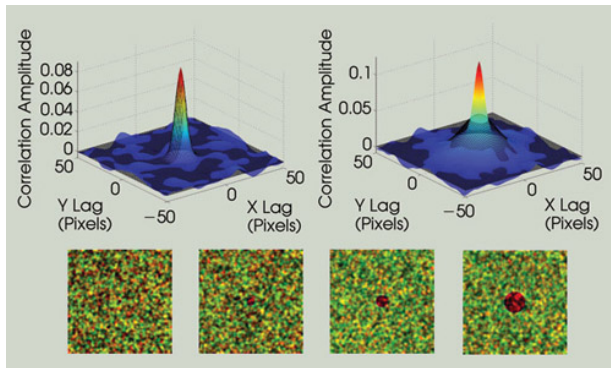 Correlation Amplitude
0.08
0.06
0.04
0.02
0
50
0
−50
0
50
Y Lag
(Pixels)
X Lag
(Pixels)
Correlation Amplitude
0.1
0.05
0
50
0
−50
0
50
Y Lag
(Pixels)
X Lag
(Pixels)